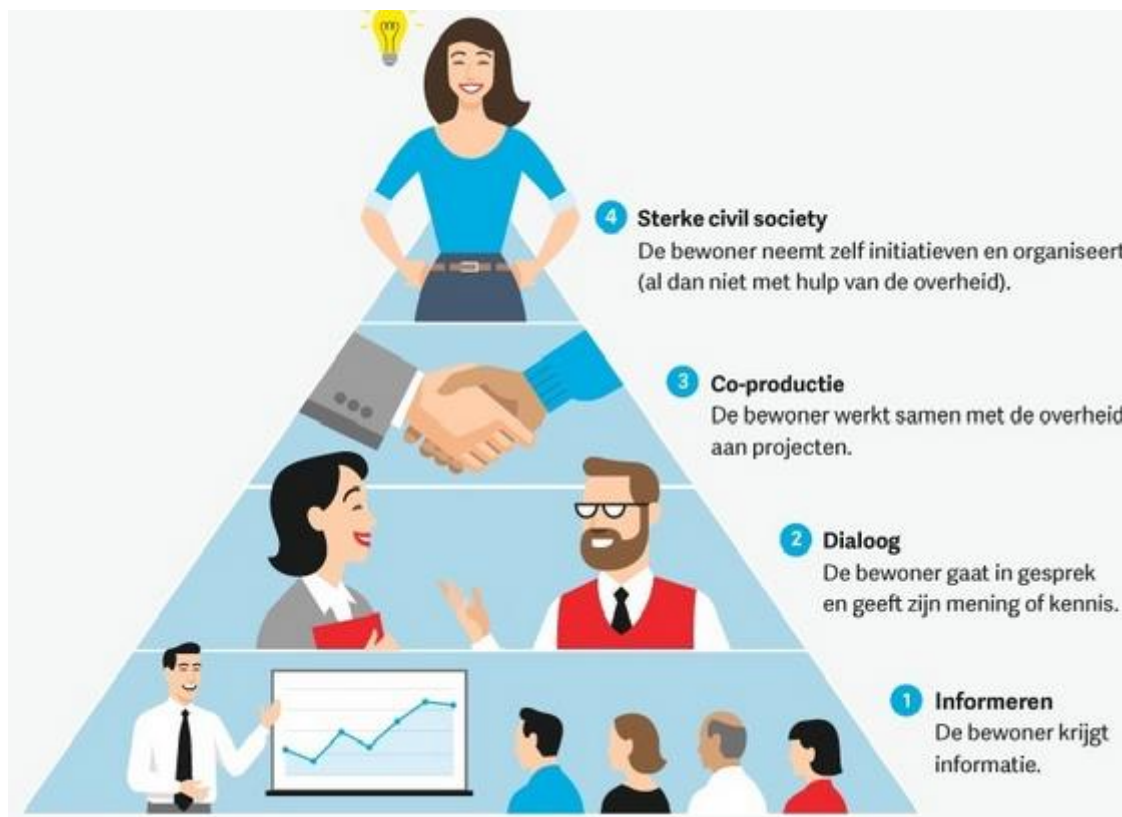 4 Sterke civil society
De bewoner neemt zelf initiatieven en organiseert
(al dan niet met hulp van de overheid).
3 Co-productie
De bewoner werkt samen met de overheid
aan projecten.
2 Dialoog
De bewoner gaat in gesprek
en geeft zijn mening of kennis.
1 Informeren
De bewoner krijgt
informatie.